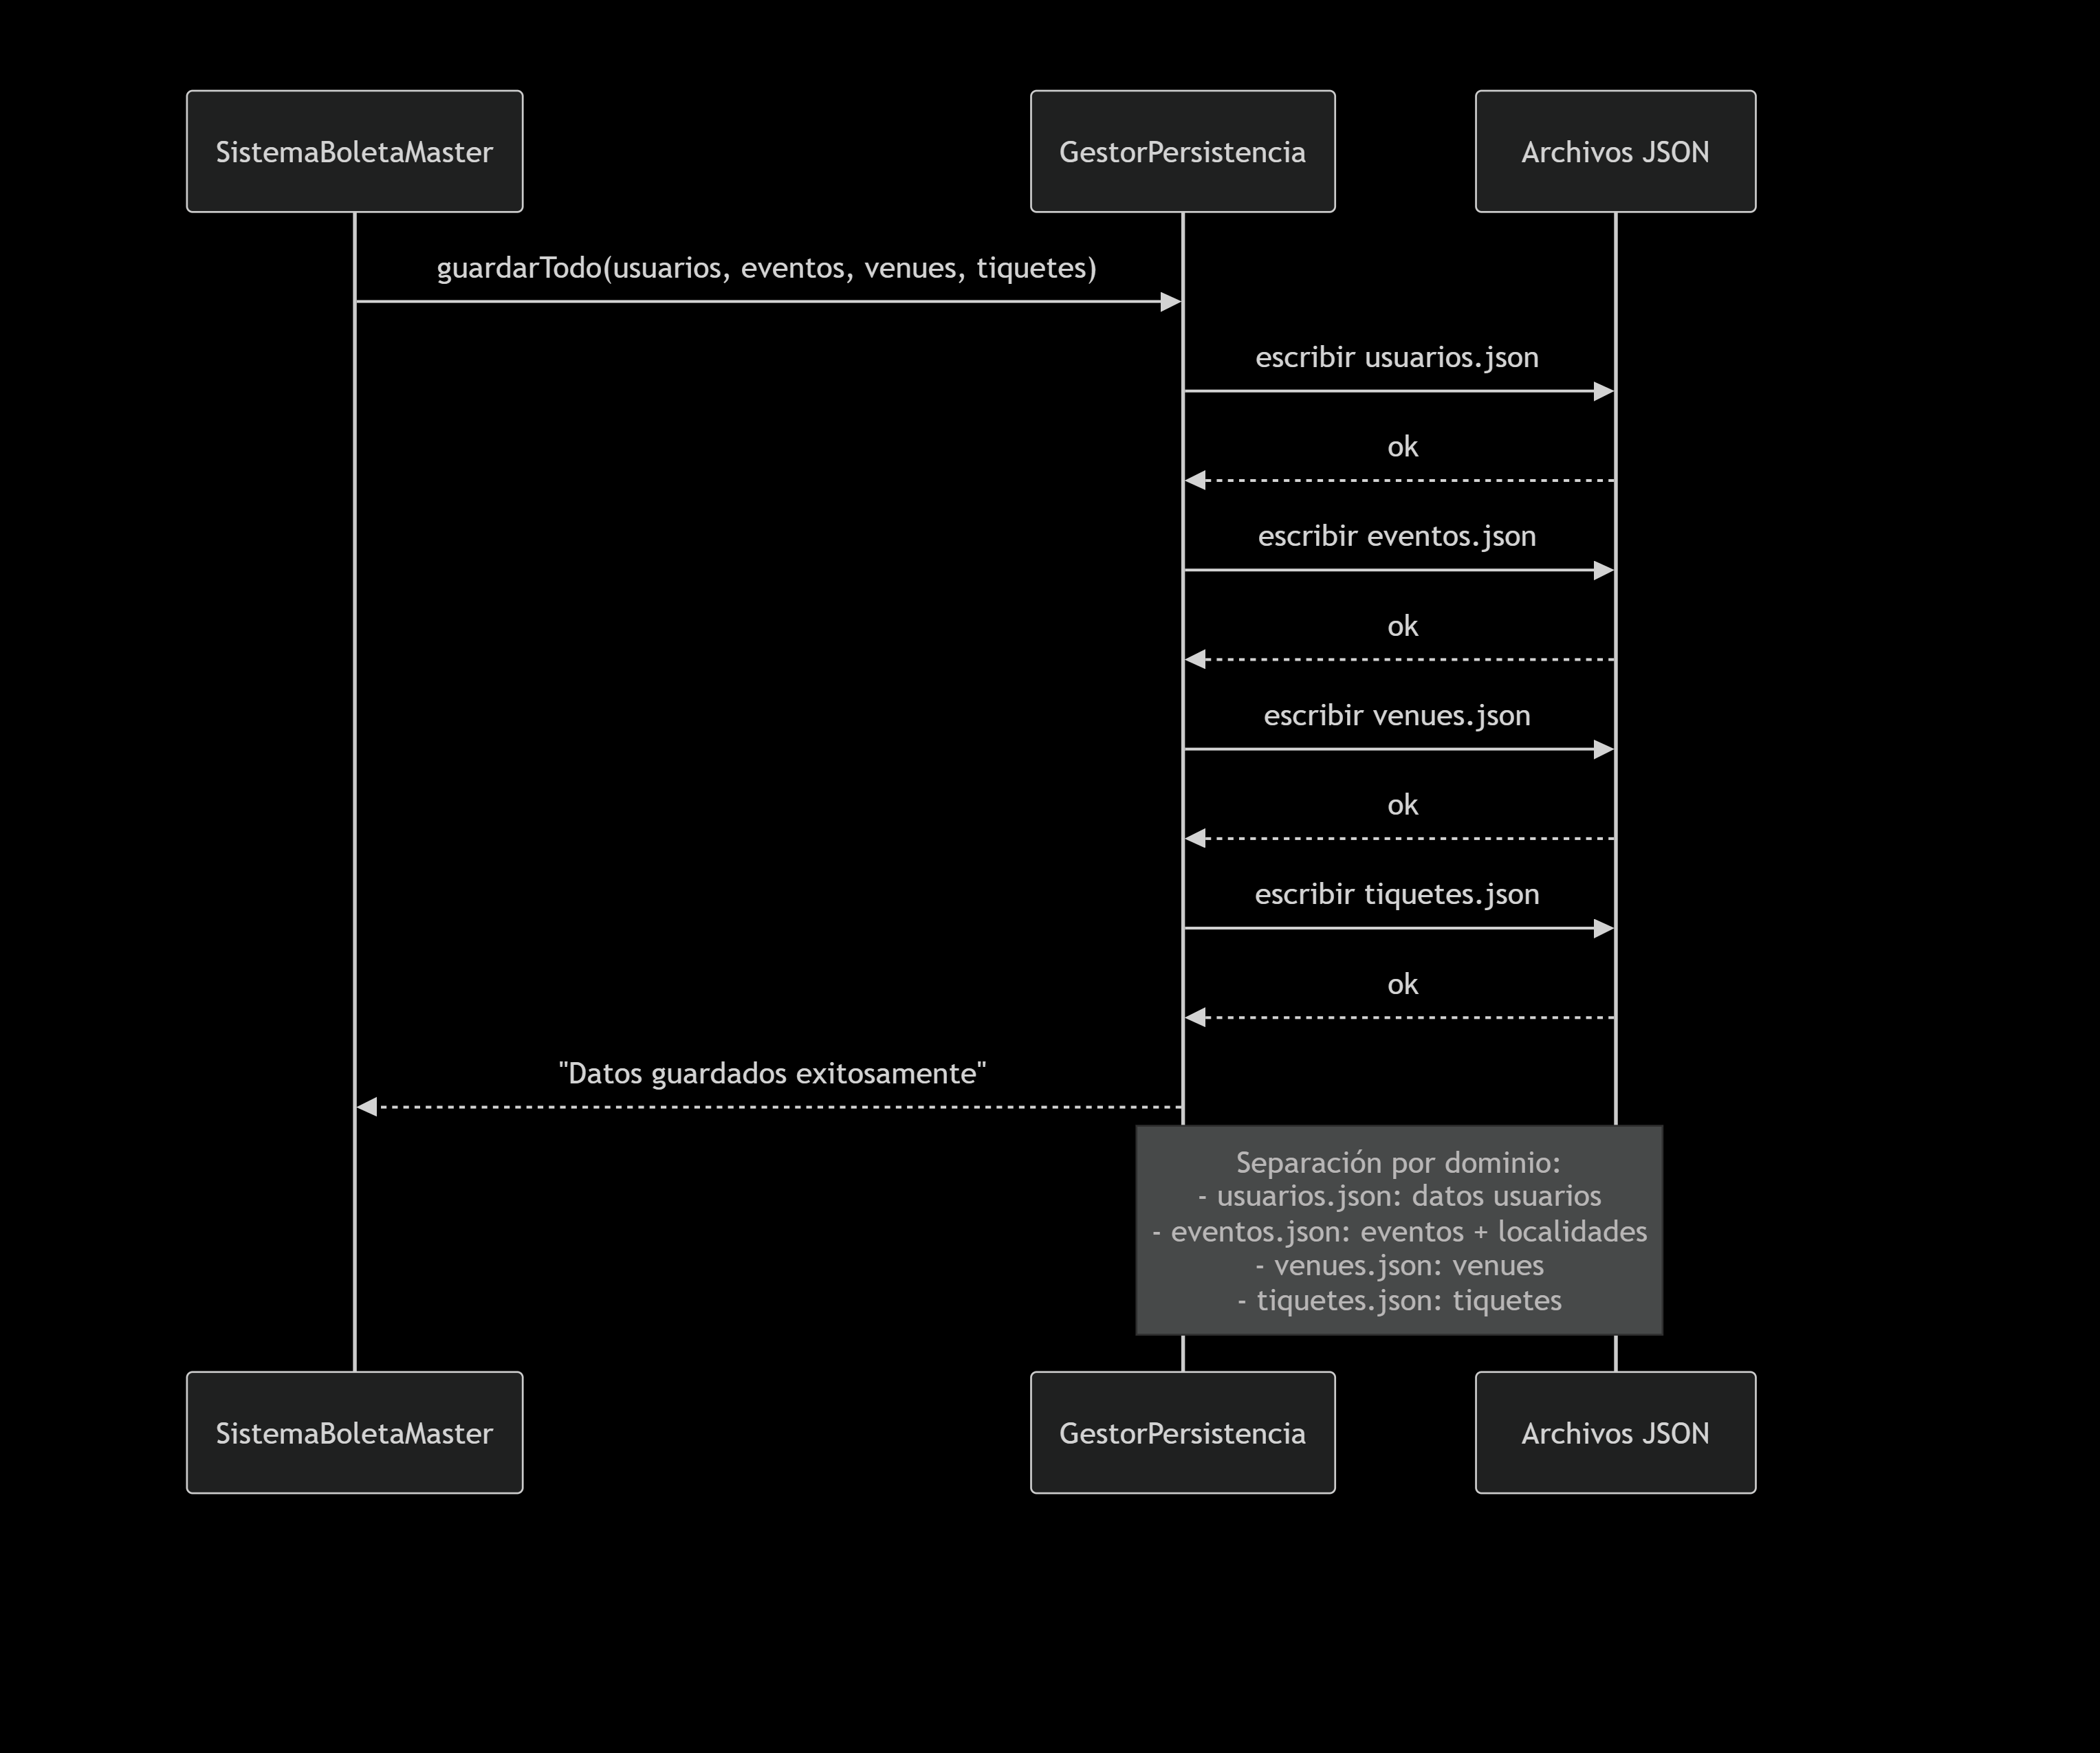 SistemaBoletaMaster
GestorPersistencia
Archivos JSON
guardarTodo(usuarios, eventos, venues, tiquetes)
escribir usuarios.json
ok
escribir eventos.json
ok
escribir venues.json
ok
escribir tiquetes.json
ok
"Datos guardados exitosamente"
Separación por dominio:
- usuarios.json: datos usuarios
- eventos.json: eventos + localidades
- venues.json: venues
- tiquetes.json: tiquetes
SistemaBoletaMaster
GestorPersistencia
Archivos JSON